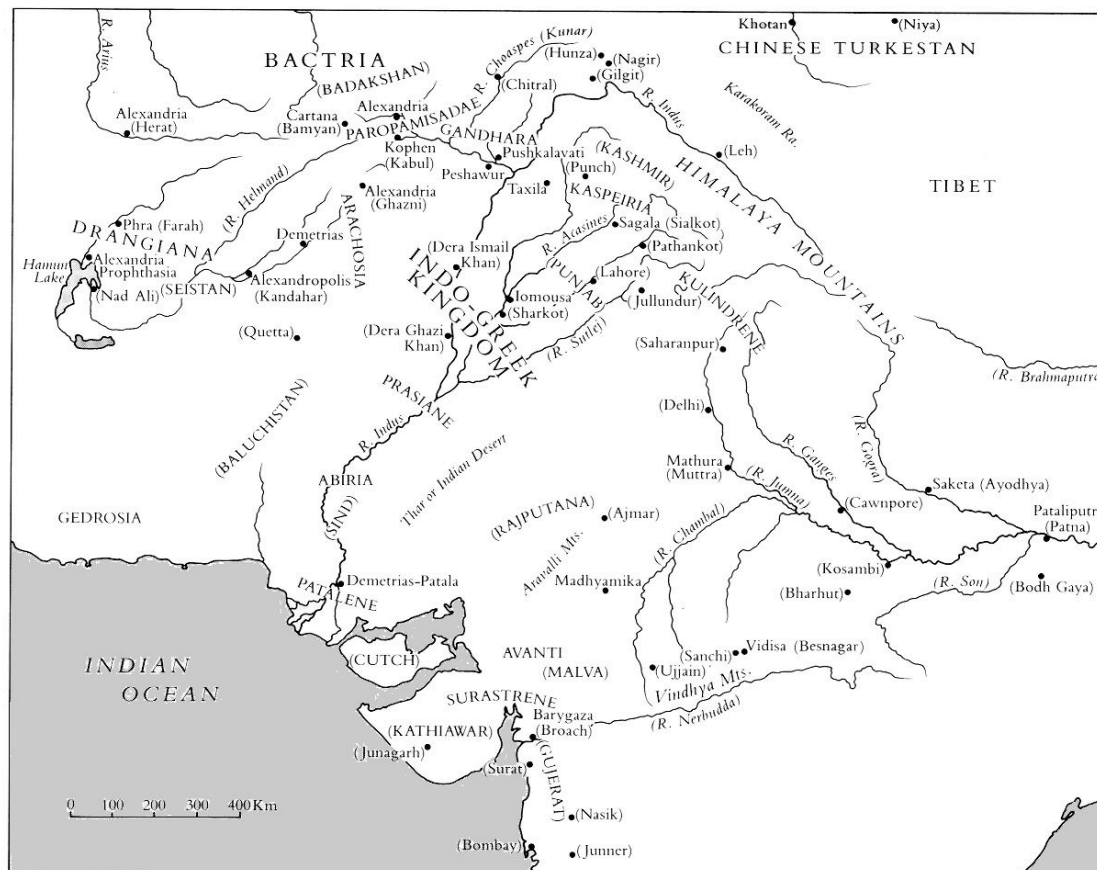 Khotan
(Niya)
CHINESE TURKESTAN
R. Arius
BACTRIA
(BADAKSHAN)
R. Choaspes (Kunar)
(Hunza)
(Nagir)
(Gilgit)
(Chitral)
R. Indus
Karakoram Ra.
Alexandria
(Herat)
Cartana
(Bamyan)
Alexandria
PAROPAMISADAE
GANDHARA
Kophen
(Kabul)
Pushkalavati
Peshawur
Taxila
(Punch)
(KASHMIR)
KASPEIRIA
(Leh)
HIMALAYA MOUNTAINS
TIBET
(R. Helmand)
Alexandria
(Ghazni)
ARACHOSIA
Phra (Farah)
DRANGIANA
Demetrias
R. Acasines
Sagala (Sialkot)
(Pathankot)
Hamun
Lake
Alexandria
Prophthasia
(Nad Ali)
(SEISTAN)
Alexandropolis
(Kandahar)
(Dera Ismail
Khan)
INDO-GREEK
KINGDOM
(PUNJAB)
(Lahore)
(Jullundur)
KULINDRENE
Iomousa
(Sharkot)
(Quetta)
(Dera Ghazi
Khan)
(R. Sutlej)
(Saharanpur)
(R. Brahmaputra
PRASIANE
(BALUCHISTAN)
R. Indus
(Delhi)
Thar or Indian Desert
Mathura
(Muttra)
(R. Jumna)
R. Ganges
(R. Gogra)
Saketa (Ayodhya)
(Cawnpore)
GEDROSIA
ABIRIA
(SIND)
(RAJPUTANA)
(Ajmar)
(R. Chambal)
Pataliputr
(Patna)
Aravalli Mts.
Madhyamika
(Kosambi)
(Bharhut)
(R. Son)
(Bodh Gaya)
Demetrias-Patala
PATALENE
(CUTCH)
AVANTI
(MALVA)
(Sanchi)
Vidisa (Besnagar)
(Ujjain)
Vindhya Mts.
(R. Nerbudda)
INDIAN
OCEAN
SURASTRENE
(KATHIAWAR)
(Junagarh)
Barygaza
(Broach)
(GUJERAT)
(Surat)
0 100 200 300 400 Km
(Nasik)
(Bombay)
(Junner)